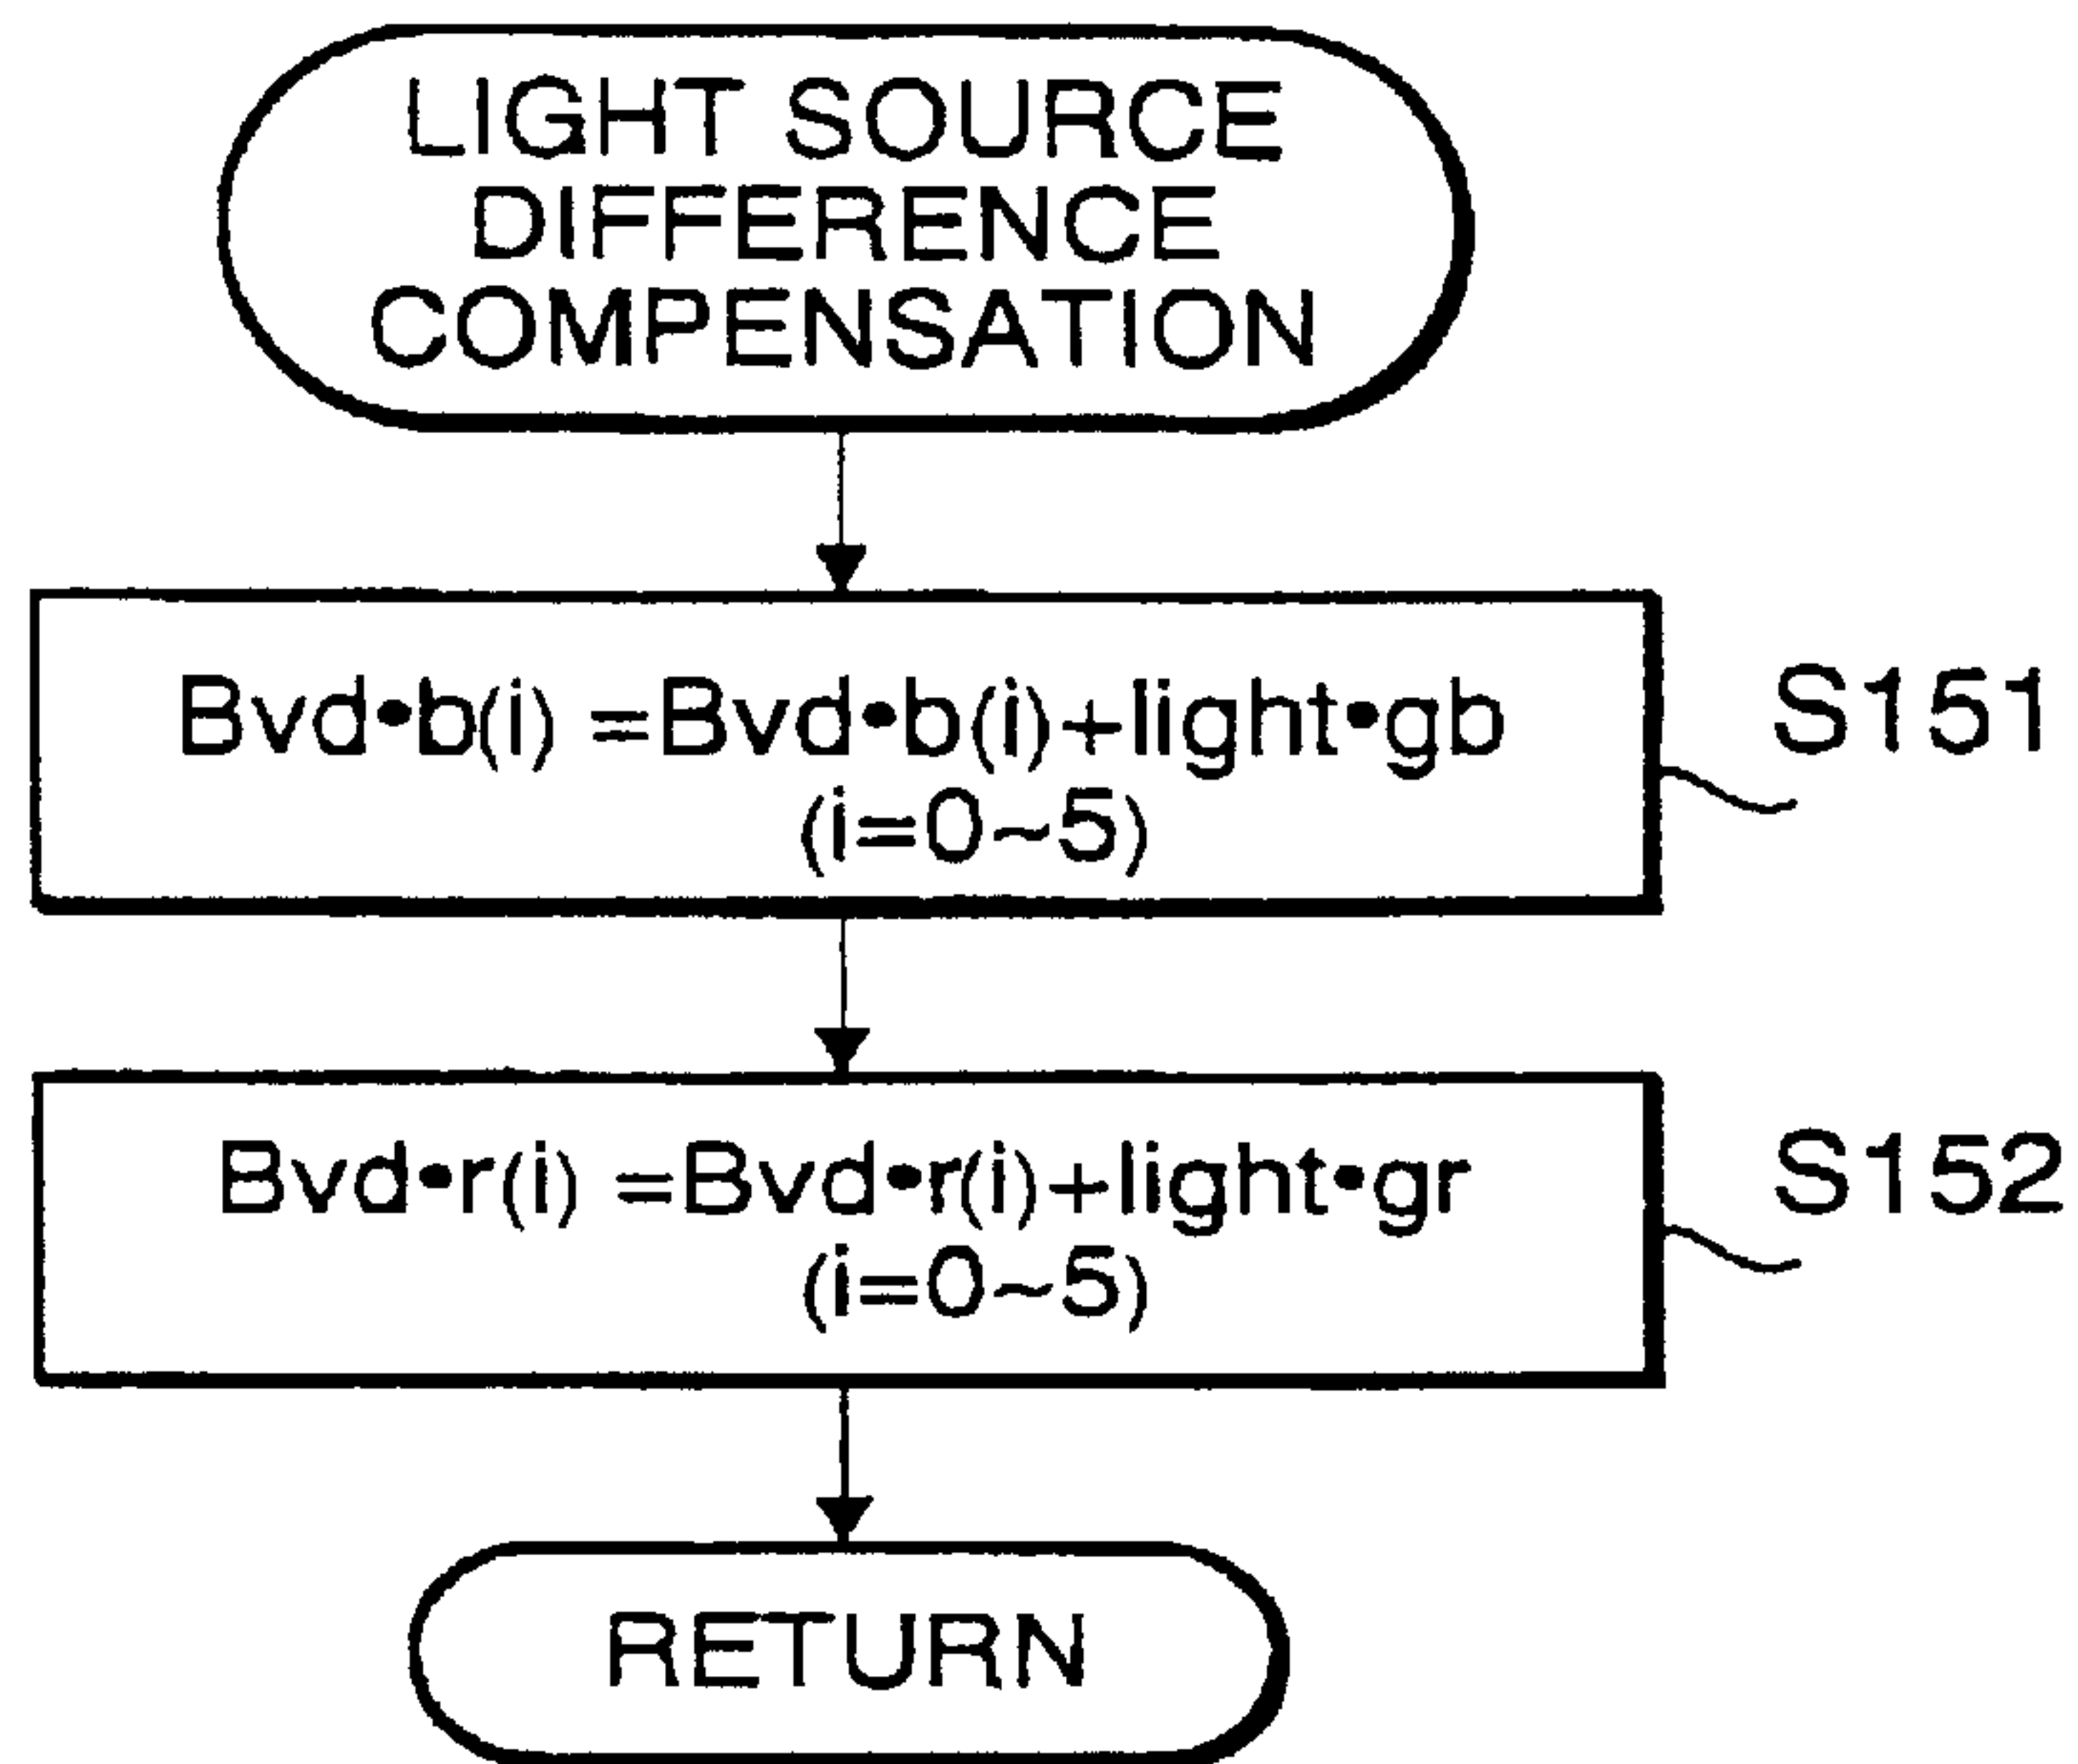 LIGHT SOURCE
DIFFERENCE
COMPENSATION
Bvd•b(i) =Bvd•b(i)+light•gb
(i=0~5)
S151
Bvd•r(i) =Bvd•r(i)+light•gr
(i=0~5)
S152
RETURN